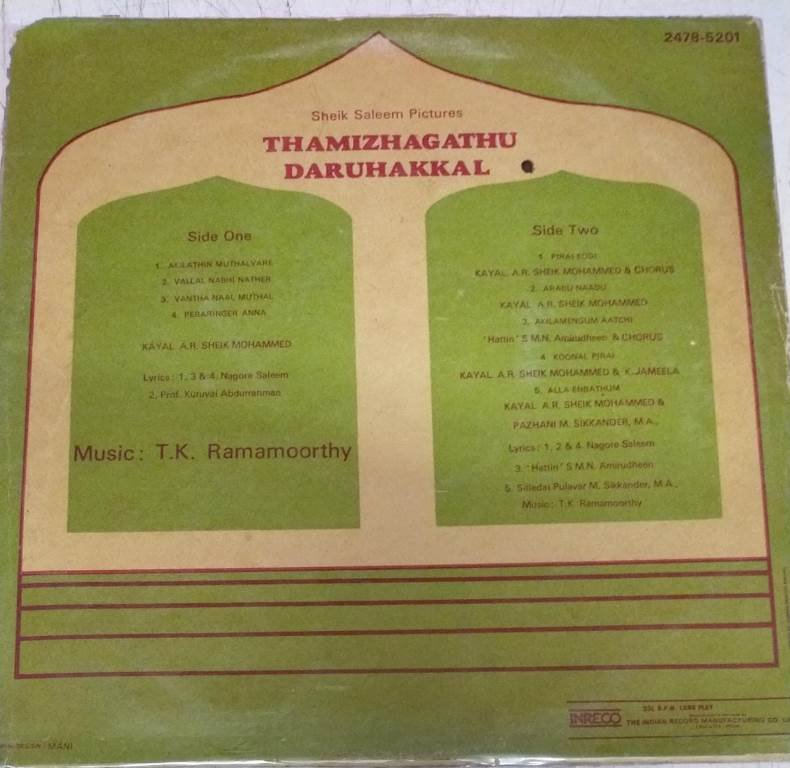 2478-5201
Sheik Saleem Pictures
THAMIZHAGATHU
DARUHAKKAL
Side One
1. AKILATHIN MUTHALVARE
2. VALLAL NABHI NATHER
3. VANTHA NAAL MUTHAL
4. PERARINGER ANNA
KAYAL A.R. SHEIK MOHAMMED
Lyrics: 1, 3 & 4, Nagore Saleem
2, Prof. Kuruvai Abdurrahman
Music: T.K. Ramamoorthy
Side Two
1. PIRAI KODI
KAYAL. A.R. SHEIK MOHAMMED & CHORUS
2. ARABU NAADU
KAYAL A.R. SHEIK MOHAMMED
3. AKILAMENGUM AATCHI
'Hattin' S.M.N. Amirudheen & CHORUS
4. KOONAL PIRAI
KAYAL A.R. SHEIK MOHAMMED & K.JAMEELA
5. ALLA ENBATHUM
KAYAL A.R. SHEIK MOHAMMED &
PAZHANI M. SIKKANDER, M.A.,
Lyrics: 1, 2 & 4. Nagore Saleem
3. "Hattin" S.M.N. Amirudheen
5. Silledai Pulavar M. Sikkander, M.A.,
Music: T.K. Ramamoorthy
INRECO
33⅓ R.P.M. LONG PLAY
THE INDIAN RECORD MANUFACTURING CO.
DESIGN : MANI